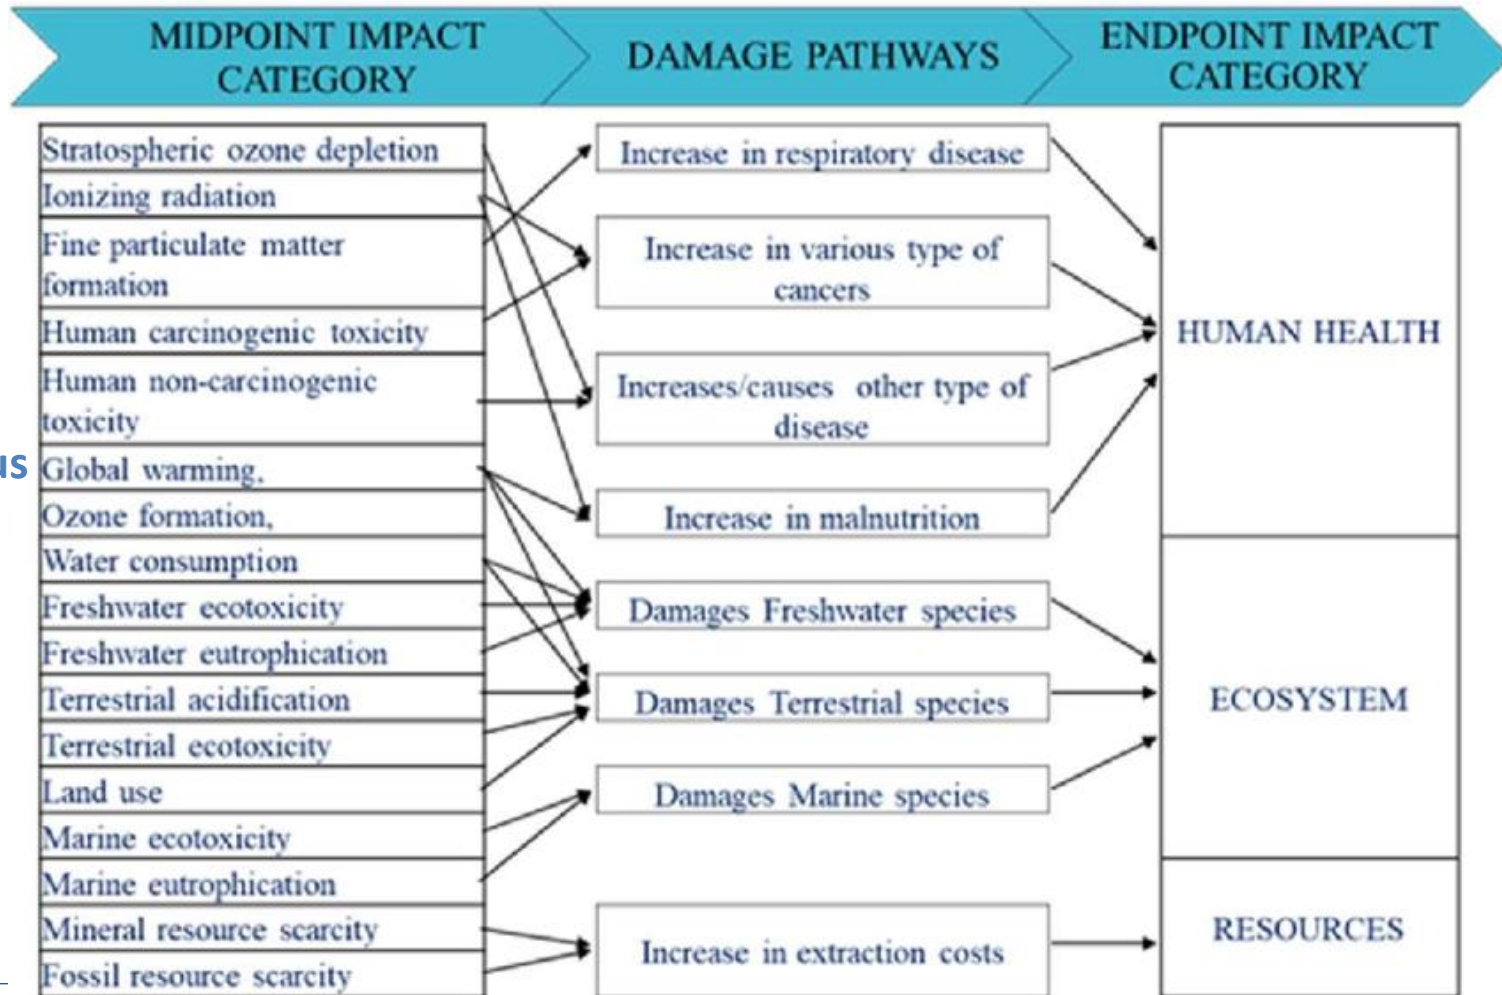 MIDPOINT IMPACT
CATEGORY
DAMAGE PATHWAYS
ENDPOINT IMPACT
CATEGORY
Stratospheric ozone depletion
Ionizing radiation
Fine particulate matter
formation
Human carcinogenic toxicity
Human non-carcinogenic
toxicity
us
Global warming,
Ozone formation,
Water consumption
Freshwater ecotoxicity
Freshwater eutrophication
Terrestrial acidification
Terrestrial ecotoxicity
Land use
Marine ecotoxicity
Marine eutrophication
Mineral resource scarcity
Fossil resource scarcity
Increase in respiratory disease
Increase in various type of
cancers
Increases/causes other type of
disease
Increase in malnutrition
Damages Freshwater species
Damages Terrestrial species
Damages Marine species
Increase in extraction costs
HUMAN HEALTH
ECOSYSTEM
RESOURCES